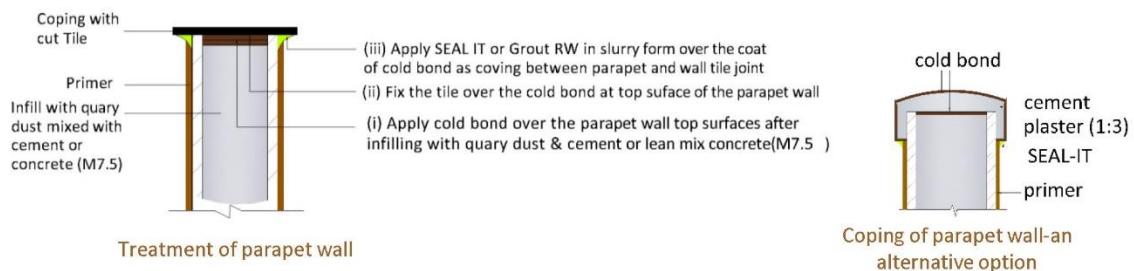 Coping with
cut Tile
Primer
Infill with quary
dust mixed with
cement or
concrete (M7.5)
(iii) Apply SEAL IT or Grout RW in slurry form over the coat
of cold bond as coving between parapet and wall tile joint
(ii) Fix the tile over the cold bond at top suface of the parapet wall
(i) Apply cold bond over the parapet wall top surfaces after
infilling with quary dust & cement or lean mix concrete(M7.5 )
Treatment of parapet wall
cold bond
cement
plaster (1:3)
SEAL-IT
primer
Coping of parapet wall-an
alternative option